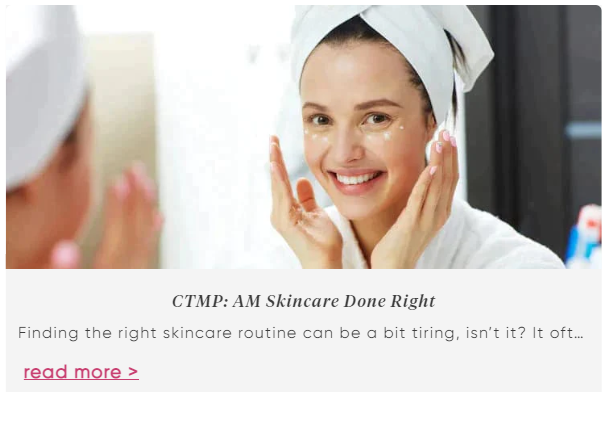 CTMP: AM Skincare Done Right
Finding the right skincare routine can be a bit tiring, isn’t it? It oft...
read more >